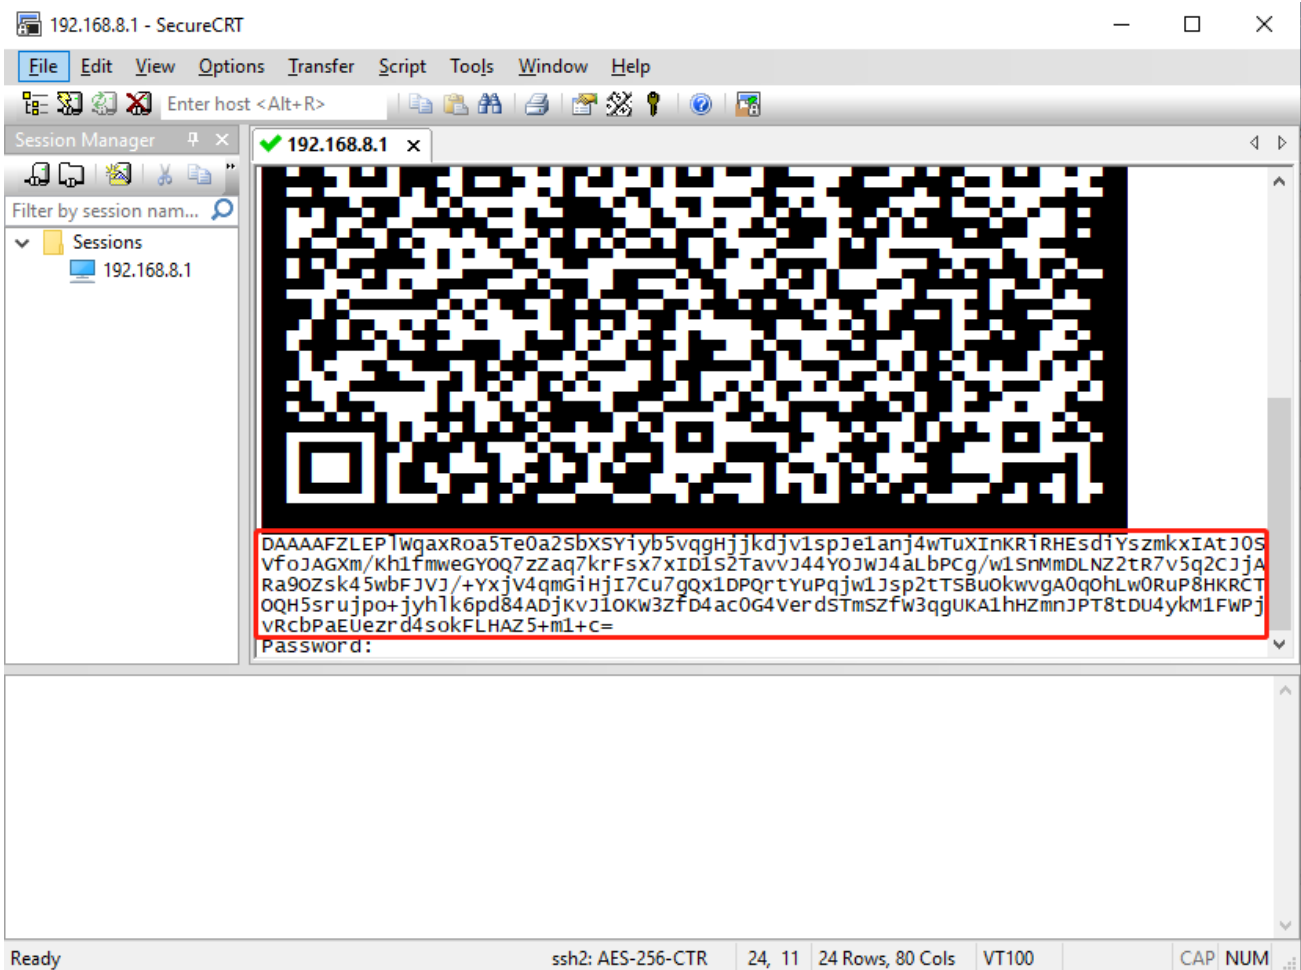 192.168.8.1 - SecureCRT
File Edit View Options Transfer Script Tools Window Help
Enter host <Alt+R>
Session Manager
192.168.8.1
Filter by session nam...
Sessions
192.168.8.1
DAAAAFZLEPlWqaxRoa5Te0a2SbXSYiyb5vqgHjjkdjv1spJe1anj4wTuXInKRiRHEsdiYszmkxIAtJ0S
VfoJAGXm/Kh1fmweGYOQ7zZaq7krFsx7xID1S2TavvJ44YOJWJ4aLbPCg/w1SnMmDLNZ2tR7v5q2CJjA
Ra9OZsk45wbFJVJ/+YxjV4qmGiHjI7Cu7gQx1DPQrtYuPqjw1Jsp2tTSBuOkwvgA0qOhLw0RuP8HKRCT
OQH5srujpo+jyhlk6pd84ADjKvJ1OKW3ZfD4ac0G4VerdSTmSZfW3qgUKA1hHZmnJPT8tDU4ykM1FWPj
vRcbPaEUezrd4sokFLHAZ5+m1+c=
Password:
Ready ssh2: AES-256-CTR 24, 11 24 Rows, 80 Cols VT100 CAP NUM